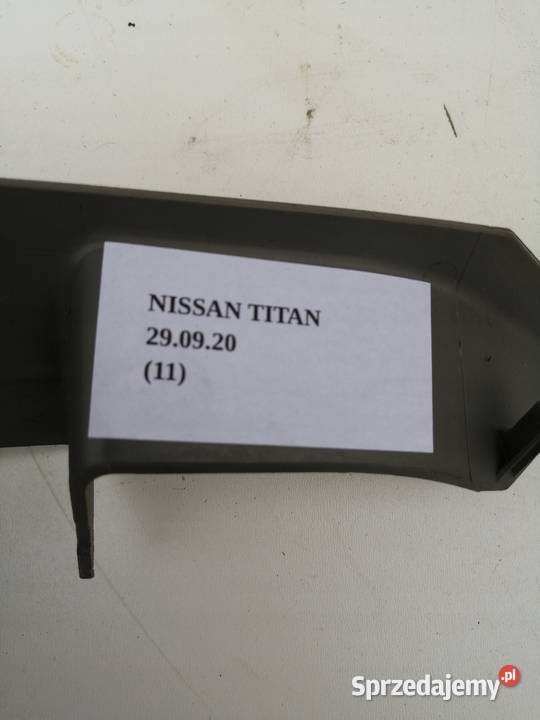 NISSAN TITAN
29.09.20
(11)
Sprzedajemy.pl